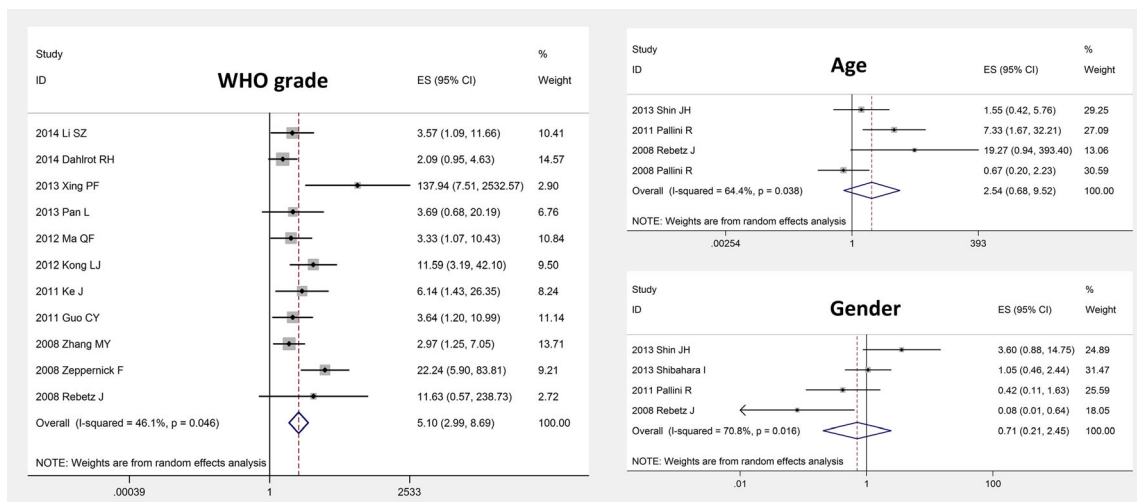 Study %
ID WHO grade ES (95% CI) Weight
2014 Li SZ 3.57 (1.09, 11.66) 10.41
2014 Dahlrot RH 2.09 (0.95, 4.63) 14.57
2013 Xing PF 137.94 (7.51, 2532.57) 2.90
2013 Pan L 3.69 (0.68, 20.19) 6.76
2012 Ma QF 3.33 (1.07, 10.43) 10.84
2012 Kong LJ 11.59 (3.19, 42.10) 9.50
2011 Ke J 6.14 (1.43, 26.35) 8.24
2011 Guo CY 3.64 (1.20, 10.99) 11.14
2008 Zhang MY 2.97 (1.25, 7.05) 13.71
2008 Zeppernick F 22.24 (5.90, 83.81) 9.21
2008 Rebetz J 11.63 (0.57, 238.73) 2.72
Overall (I-squared = 46.1%, p = 0.046) 5.10 (2.99, 8.69) 100.00
NOTE: Weights are from random effects analysis
.00039 1 2533
Study %
ID Age ES (95% CI) Weight
2013 Shin JH 1.55 (0.42, 5.76) 29.25
2011 Pallini R 7.33 (1.67, 32.21) 27.09
2008 Rebetz J 19.27 (0.94, 393.40) 13.06
2008 Pallini R 0.67 (0.20, 2.23) 30.59
Overall (I-squared = 64.4%, p = 0.038) 2.54 (0.68, 9.52) 100.00
NOTE: Weights are from random effects analysis
.00254 1 393
Study %
ID Gender ES (95% CI) Weight
2013 Shin JH 3.60 (0.88, 14.75) 24.89
2013 Shibahara I 1.05 (0.46, 2.44) 31.47
2011 Pallini R 0.42 (0.11, 1.63) 25.59
2008 Rebetz J 0.08 (0.01, 0.64) 18.05
Overall (I-squared = 70.8%, p = 0.016) 0.71 (0.21, 2.45) 100.00
NOTE: Weights are from random effects analysis
.01 1 100